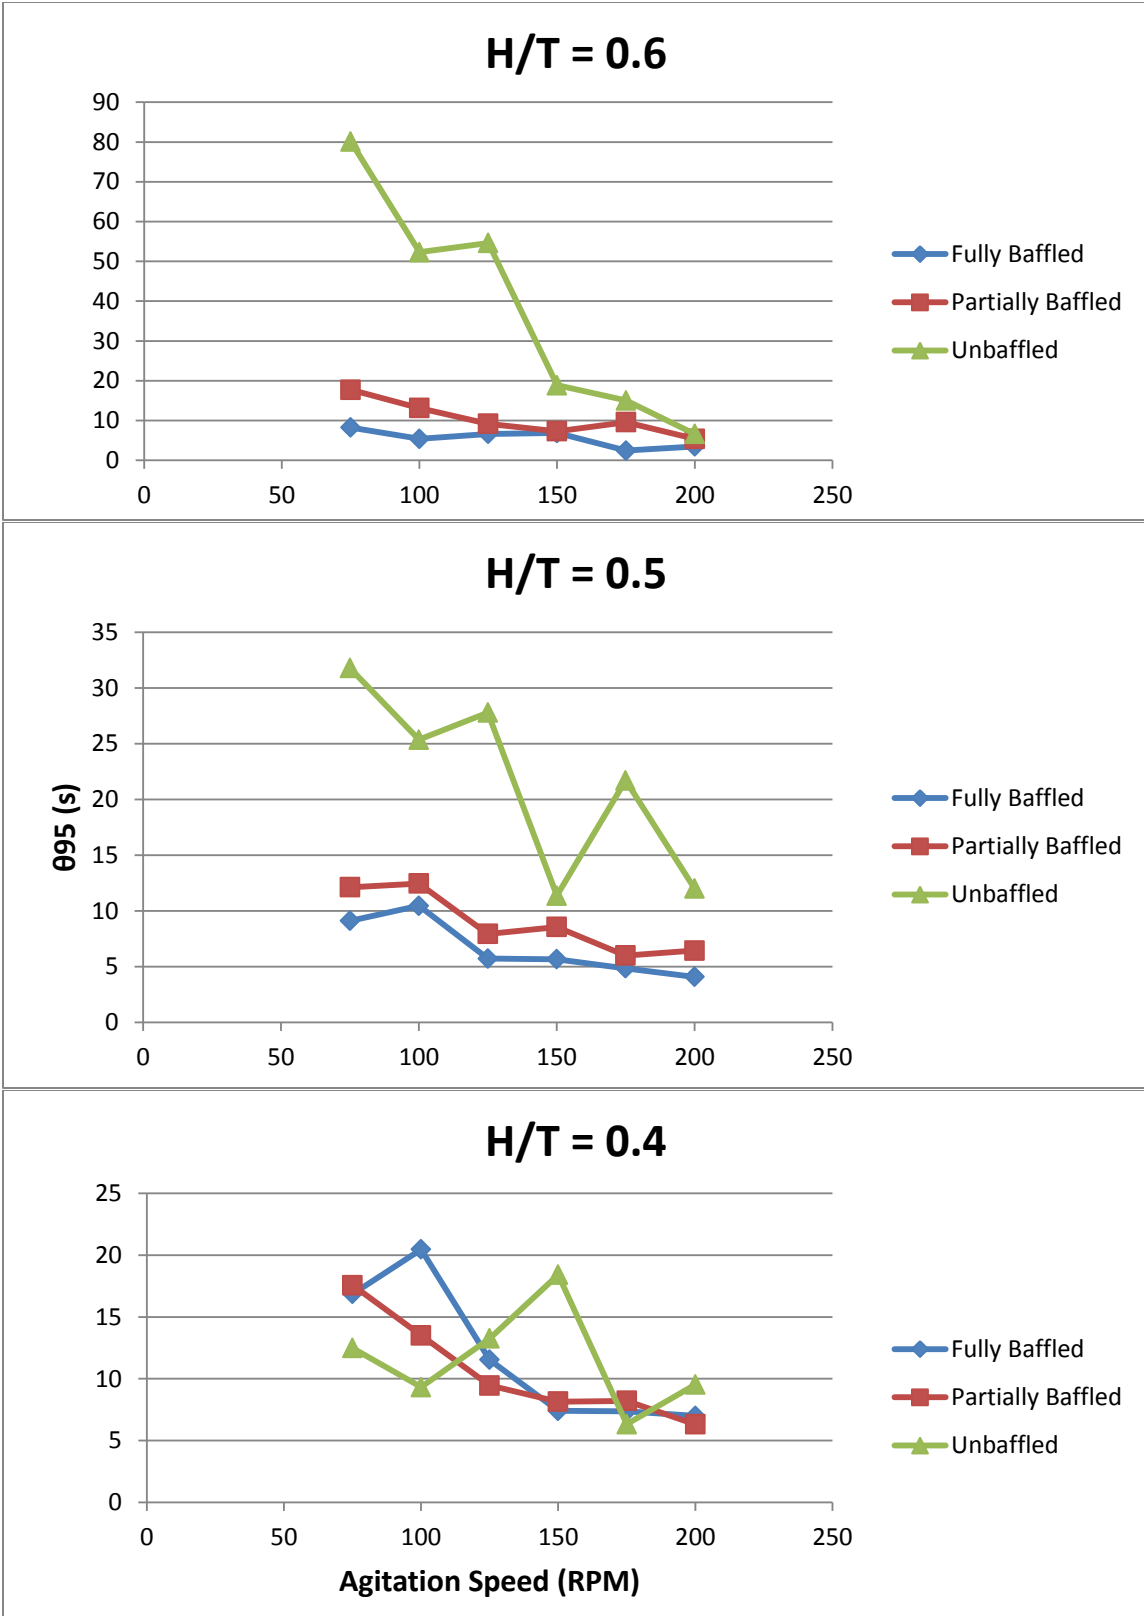 H/T = 0.6
90
80
70
60
50
40
30
20
10
0
0 50 100 150 200 250
Fully Baffled
Partially Baffled
Unbaffled
H/T = 0.5
θ95 (s)
35
30
25
20
15
10
5
0
0 50 100 150 200 250
Fully Baffled
Partially Baffled
Unbaffled
H/T = 0.4
25
20
15
10
5
0
0 50 100 150 200 250
Agitation Speed (RPM)
Fully Baffled
Partially Baffled
Unbaffled